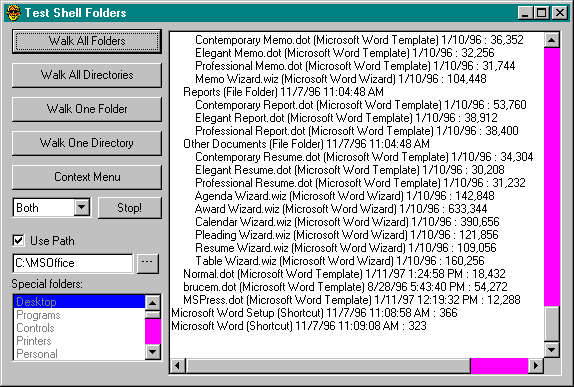 Test Shell Folders
Walk All Folders
Walk All Directories
Walk One Folder
Walk One Directory
Context Menu
Both
Stop!
Use Path
C:\MSOffice
...
Special folders:
Desktop
Programs
Controls
Printers
Personal
Contemporary Memo.dot (Microsoft Word Template) 1/10/96 : 36,352
Elegant Memo.dot (Microsoft Word Template) 1/10/96 : 32,256
Professional Memo.dot (Microsoft Word Template) 1/10/96 : 31,744
Memo Wizard.wiz (Microsoft Word Wizard) 1/10/96 : 104,448
Reports (File Folder) 11/7/96 11:04:48 AM
Contemporary Report.dot (Microsoft Word Template) 1/10/96 : 53,760
Elegant Report.dot (Microsoft Word Template) 1/10/96 : 38,912
Professional Report.dot (Microsoft Word Template) 1/10/96 : 38,400
Other Documents (File Folder) 11/7/96 11:04:48 AM
Contemporary Resume.dot (Microsoft Word Template) 1/10/96 : 34,304
Elegant Resume.dot (Microsoft Word Template) 1/10/96 : 30,208
Professional Resume.dot (Microsoft Word Template) 1/10/96 : 31,232
Agenda Wizard.wiz (Microsoft Word Wizard) 1/10/96 : 142,848
Award Wizard.wiz (Microsoft Word Wizard) 1/10/96 : 633,344
Calendar Wizard.wiz (Microsoft Word Wizard) 1/10/96 : 390,656
Pleading Wizard.wiz (Microsoft Word Wizard) 1/10/96 : 121,856
Resume Wizard.wiz (Microsoft Word Wizard) 1/10/96 : 109,056
Table Wizard.wiz (Microsoft Word Wizard) 1/10/96 : 160,256
Normal.dot (Microsoft Word Template) 1/11/97 1:24:58 PM : 18,432
brucem.dot (Microsoft Word Template) 8/28/96 5:43:40 PM : 54,272
MSPress.dot (Microsoft Word Template) 1/11/97 12:19:32 PM : 12,288
Microsoft Word Setup (Shortcut) 11/7/96 11:08:58 AM : 366
Microsoft Word (Shortcut) 11/7/96 11:09:08 AM : 323